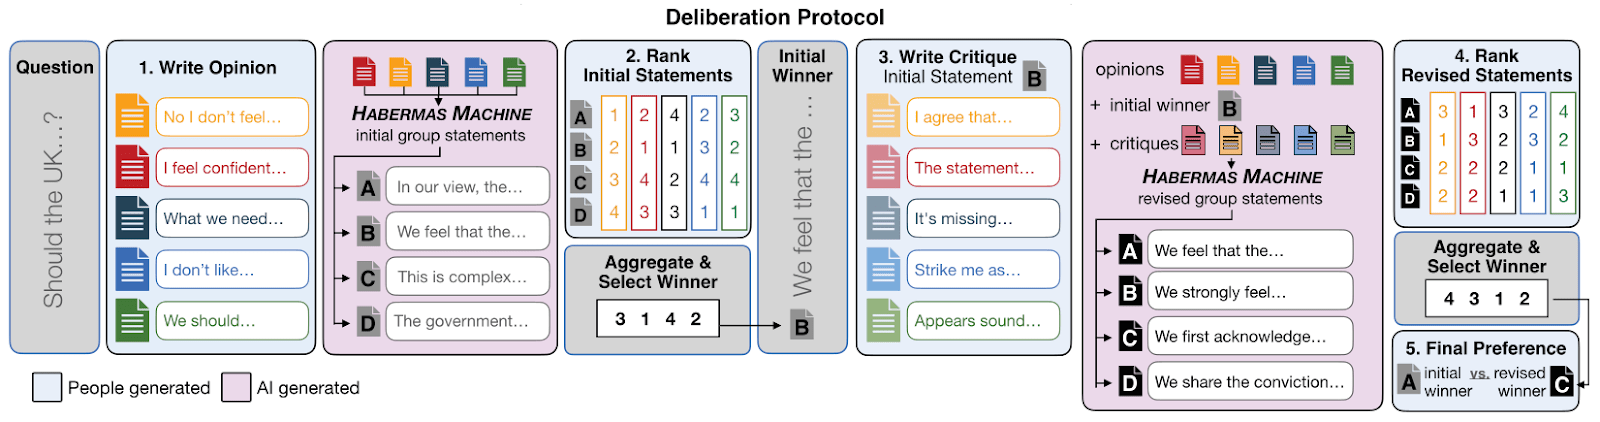 Deliberation Protocol
Question
Should the UK...?
1. Write Opinion
No I don't feel...
I feel confident...
What we need...
I don't like...
We should...
HABERMAS MACHINE
initial group statements
A In our view, the...
B We feel that the...
C This is complex...
D The government...
2. Rank
Initial Statements
A 1 2 4 2 3
B 2 1 1 3 2
C 3 4 2 4 4
D 4 3 3 1 1
Aggregate &
Select Winner
3 1 4 2
Initial
Winner
We feel that the ...
B
3. Write Critique
Initial Statement B
I agree that...
The statement...
It's missing...
Strike me as...
Appears sound...
opinions
+ initial winner B
+ critiques
HABERMAS MACHINE
revised group statements
A We feel that the...
B We strongly feel...
C We first acknowledge...
D We share the conviction...
4. Rank
Revised Statements
A 3 1 3 2 4
B 1 3 2 3 2
C 2 2 2 1 1
D 2 2 1 1 3
Aggregate &
Select Winner
4 3 1 2
5. Final Preference
A initial vs. revised
winner winner C
People generated
AI generated